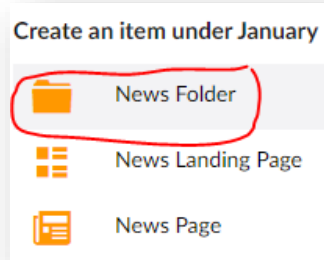 Create an item under January
News Folder
News Landing Page
News Page